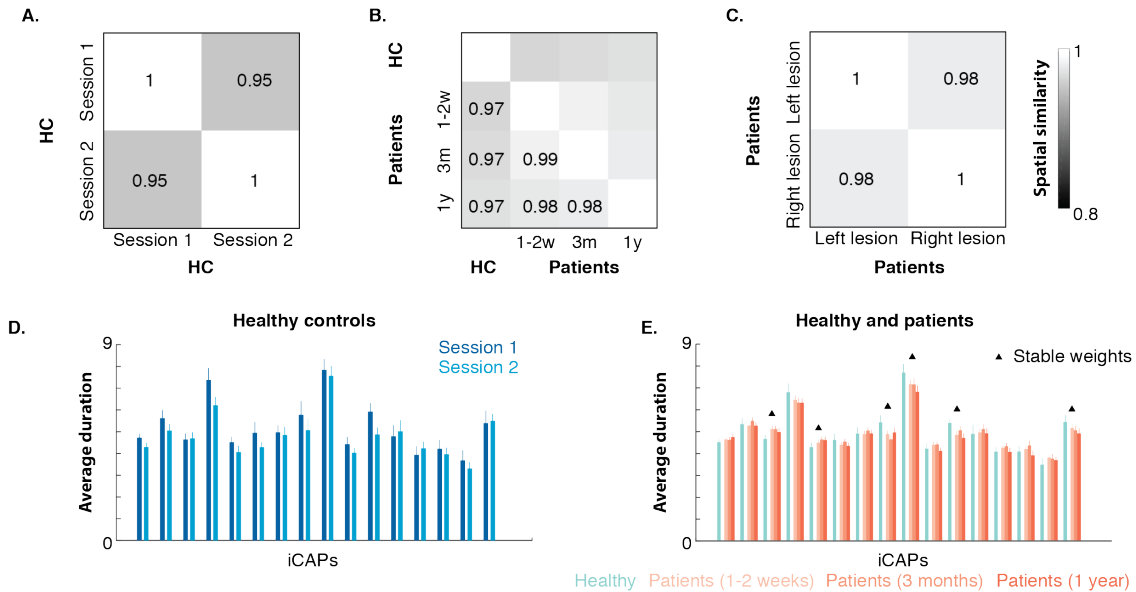 A.
HC
Session 1
Session 2
1
0.95
0.95
1
Session 1 Session 2
HC
B.
HC
Patients
1-2w
3m
1y
0.97
0.97 0.99
0.97 0.98 0.98
1-2w 3m 1y
HC Patients
C.
Patients
Left lesion
Right lesion
1
0.98
0.98
1
Left lesion Right lesion
Patients
Spatial similarity
1
0.8
D.
Healthy controls
Session 1
Session 2
Average duration
9
0
iCAPs
E.
Healthy and patients
▲ Stable weights
Average duration
9
0
iCAPs
Healthy Patients (1-2 weeks) Patients (3 months) Patients (1 year)